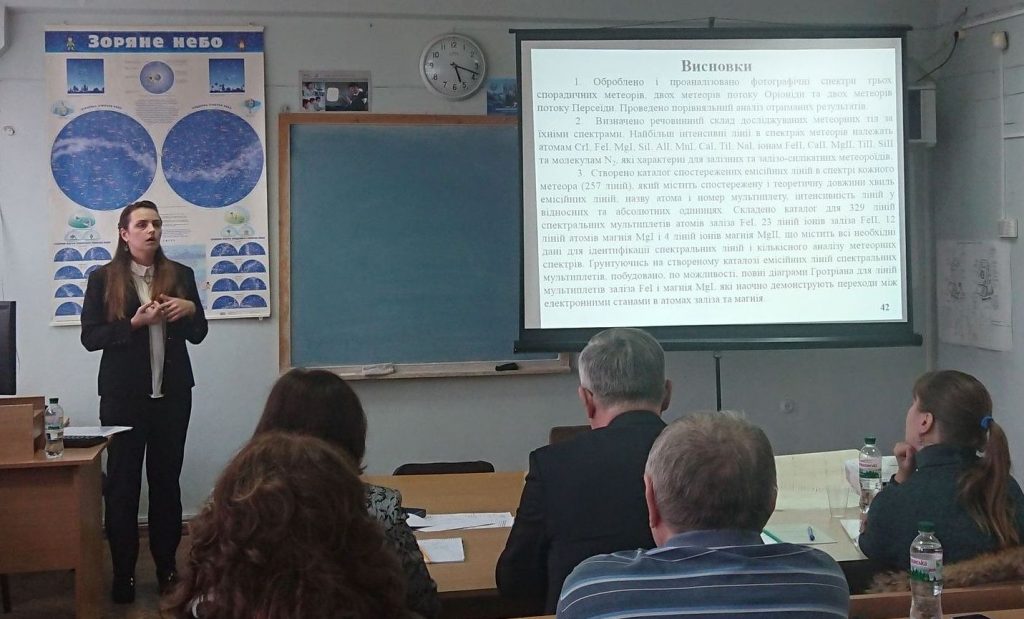 Зоряне небо
Висновки
1. Оброблено і проаналізовано фотографічні спектри трьох
спорадичних метеорів, двох метеорів потоку Оріоніди та двох метеорів
потоку Персеїди. Проведено порівняльний аналіз отриманих результатів.
2. Визначено речовинний склад досліджуваних метеорних тіл за
їхніми спектрами. Найбільш інтенсивні лінії в спектрах метеорів належать
атомам CrI, FeI, MgI, SiI, AlI, MnI, CaI, TiI, NaI, іонам FeII, CaII, MgII, TiII, SiII
та молекулам N₂, які характерні для залізних та залізо-силікатних метеороїдів.
3. Створено каталог спостережених емісійних ліній в спектрі кожного
метеора (257 ліній), який містить спостережену і теоретичну довжини хвиль
емісійних ліній, назву атома і номер мультиплету, інтенсивність ліній у
відносних та абсолютних одиницях. Складено каталог для 329 ліній
спектральних мультиплетів атомів заліза FeI, 23 ліній іонів заліза FeII, 12
ліній атомів магнія MgI і 4 ліній іонів магнія MgII, що містить всі необхідні
дані для ідентифікації спектральних ліній і кількісного аналізу метеорних
спектрів. Ґрунтуючись на створеному каталозі емісійних ліній спектральних
мультиплетів, побудовано, по можливості, повні діаграми Гротріана для ліній
мультиплетів заліза FeI і магнія MgI, які наочно демонструють переходи між
електронними станами в атомах заліза та магнія.
42